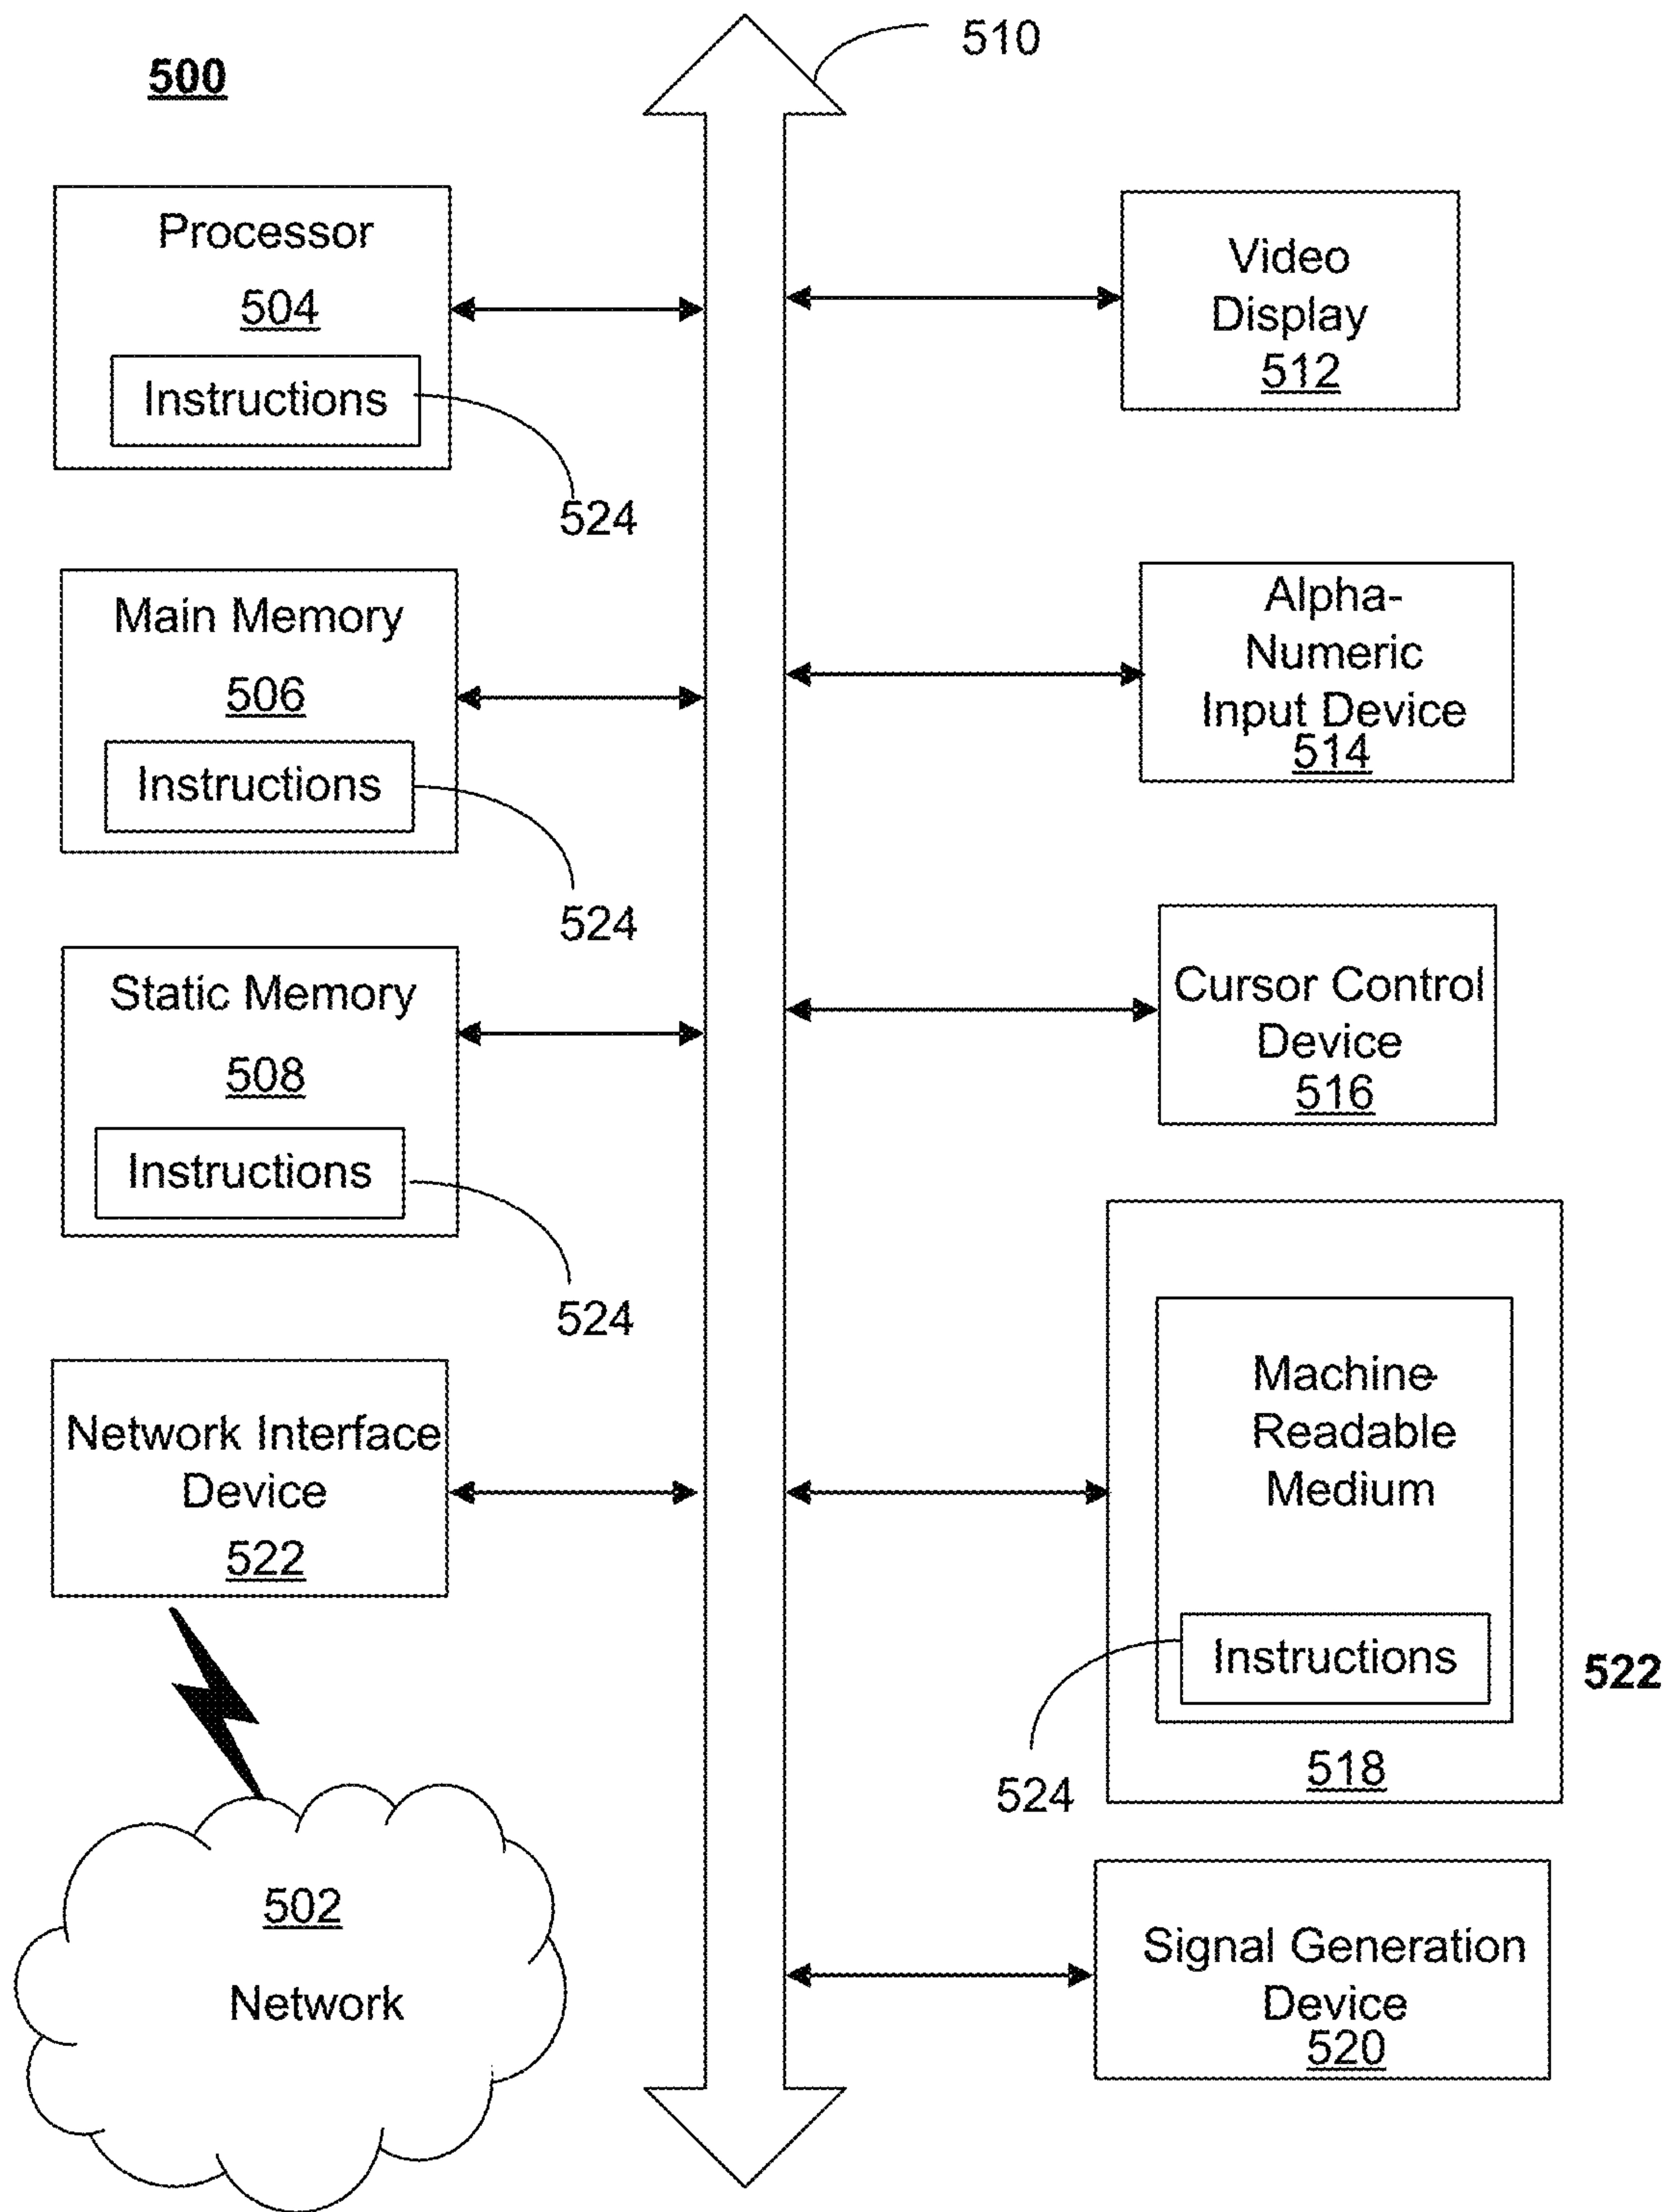 500
510
Processor
504
Instructions
524
Main Memory
506
Instructions
524
Static Memory
508
Instructions
524
Network Interface
Device
522
502
Network
Video
Display
512
Alpha-
Numeric
Input Device
514
Cursor Control
Device
516
Machine-
Readable
Medium
Instructions
522
524
518
Signal Generation
Device
520